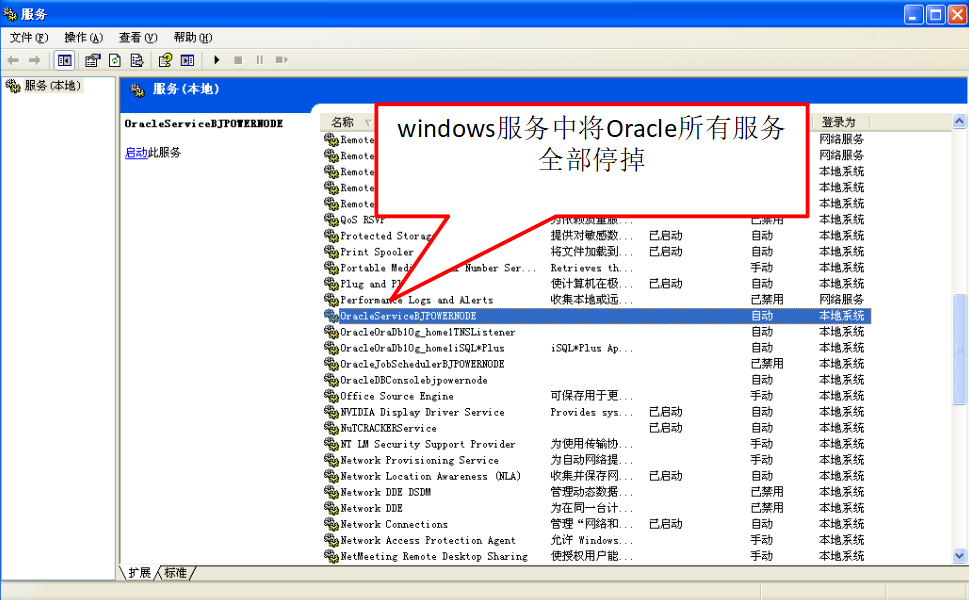 服务
文件(F) 操作(A) 查看(V) 帮助(H)
服务(本地)
服务(本地)
OracleServiceBJPOWERNODE
启动此服务
windows服务中将Oracle所有服务
全部停掉
名称 登录为
Remote 网络服务
Remote 网络服务
Remote 本地系统
Remote 本地系统
Remote 本地系统
QoS RSVP 为依赖质量服... 已禁用 本地系统
Protected Storag 提供对敏感数... 已启动 自动 本地系统
Print Spooler 将文件加载到... 已启动 自动 本地系统
Portable Medi Number Ser... Retrieves th... 手动 本地系统
Plug and Pl 使计算机在极... 已启动 自动 本地系统
Performance Logs and Alerts 收集本地或远... 已禁用 网络服务
OracleServiceBJPOWERNODE 自动 本地系统
OracleOraDb10g_home1TNSListener 自动 本地系统
OracleOraDb10g_home1iSQL*Plus iSQL*Plus Ap... 自动 本地系统
OracleJobSchedulerBJPOWERNODE 已禁用 本地系统
OracleDBConsolebjpowernode 自动 本地系统
Office Source Engine 可保存用于更... 手动 本地系统
NVIDIA Display Driver Service Provides sys... 已启动 自动 本地系统
NuTCRACKERService 已启动 自动 本地系统
NT LM Security Support Provider 为使用传输协... 手动 本地系统
Network Provisioning Service 为自动网络提... 手动 本地系统
Network Location Awareness (NLA) 收集并保存网... 已启动 自动 本地系统
Network DDE DSDM 管理动态数据... 已禁用 本地系统
Network DDE 为在同一台计... 已禁用 本地系统
Network Connections 管理“网络和... 已启动 自动 本地系统
Network Access Protection Agent 允许 Windows... 手动 本地系统
NetMeeting Remote Desktop Sharing 使授权用户能... 手动 本地系统
扩展 标准